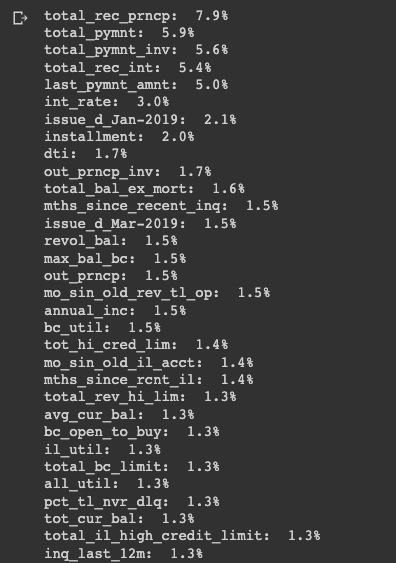 total_rec_prncp:  7.9%
total_pymnt:  5.9%
total_pymnt_inv:  5.6%
total_rec_int:  5.4%
last_pymnt_amnt:  5.0%
int_rate:  3.0%
issue_d_Jan-2019:  2.1%
installment:  2.0%
dti:  1.7%
out_prncp_inv:  1.7%
total_bal_ex_mort:  1.6%
mths_since_recent_inq:  1.5%
issue_d_Mar-2019:  1.5%
revol_bal:  1.5%
max_bal_bc:  1.5%
out_prncp:  1.5%
mo_sin_old_rev_tl_op:  1.5%
annual_inc:  1.5%
bc_util:  1.5%
tot_hi_cred_lim:  1.4%
mo_sin_old_il_acct:  1.4%
mths_since_rcnt_il:  1.4%
total_rev_hi_lim:  1.3%
avg_cur_bal:  1.3%
bc_open_to_buy:  1.3%
il_util:  1.3%
total_bc_limit:  1.3%
all_util:  1.3%
pct_tl_nvr_dlq:  1.3%
tot_cur_bal:  1.3%
total_il_high_credit_limit:  1.3%
inq_last_12m:  1.3%